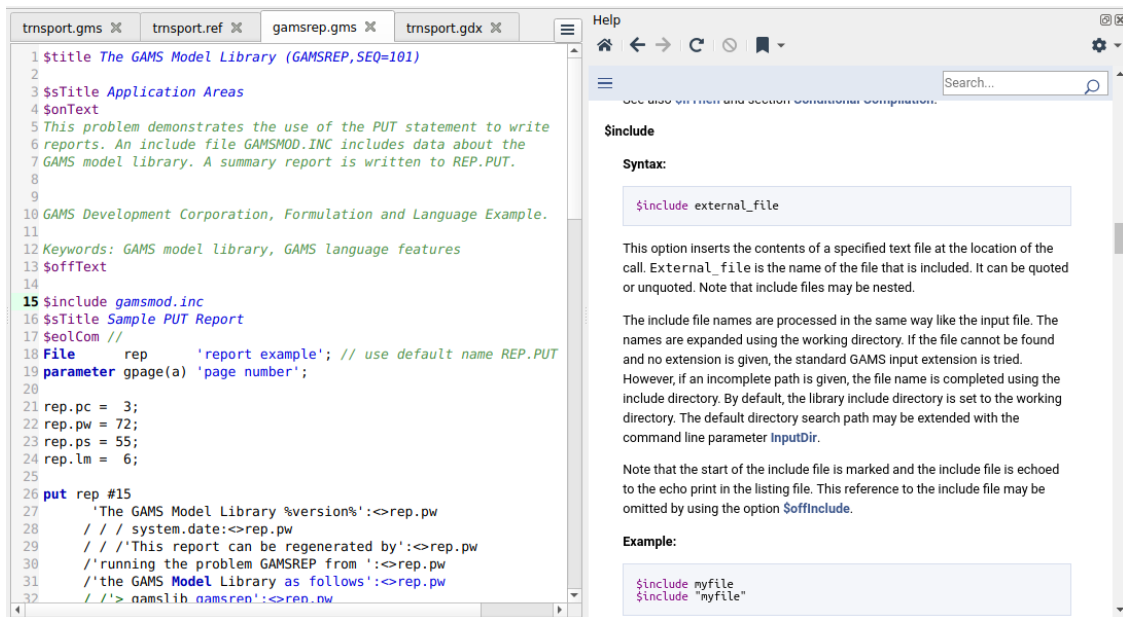 trnsport.gms
trnsport.ref
gamsrep.gms
trnsport.gdx
1 $title The GAMS Model Library (GAMSREP,SEQ=101)
2
3 $sTitle Application Areas
4 $onText
5 This problem demonstrates the use of the PUT statement to write
6 reports. An include file GAMSMOD.INC includes data about the
7 GAMS model library. A summary report is written to REP.PUT.
8
9
10 GAMS Development Corporation, Formulation and Language Example.
11
12 Keywords: GAMS model library, GAMS language features
13 $offText
14
15 $include gamsmod.inc
16 $sTitle Sample PUT Report
17 $eolCom //
18 File rep 'report example'; // use default name REP.PUT
19 parameter gpage(a) 'page number';
20
21 rep.pc = 3;
22 rep.pw = 72;
23 rep.ps = 55;
24 rep.lm = 6;
25
26 put rep #15
27 'The GAMS Model Library %version%':<>rep.pw
28 / / / system.date:<>rep.pw
29 / / /'This report can be regenerated by':<>rep.pw
30 /'running the problem GAMSREP from ':<>rep.pw
31 /'the GAMS Model Library as follows':<>rep.pw
32 / /'> gamslib gamsrep':<>rep.pw
Help
Search...
See also $ifThen and section Conditional Compilation.
$include
Syntax:
$include external_file
This option inserts the contents of a specified text file at the location of the
call. External_file is the name of the file that is included. It can be quoted
or unquoted. Note that include files may be nested.
The include file names are processed in the same way like the input file. The
names are expanded using the working directory. If the file cannot be found
and no extension is given, the standard GAMS input extension is tried.
However, if an incomplete path is given, the file name is completed using the
include directory. By default, the library include directory is set to the working
directory. The default directory search path may be extended with the
command line parameter InputDir.
Note that the start of the include file is marked and the include file is echoed
to the echo print in the listing file. This reference to the include file may be
omitted by using the option $offInclude.
Example:
$include myfile
$include "myfile"